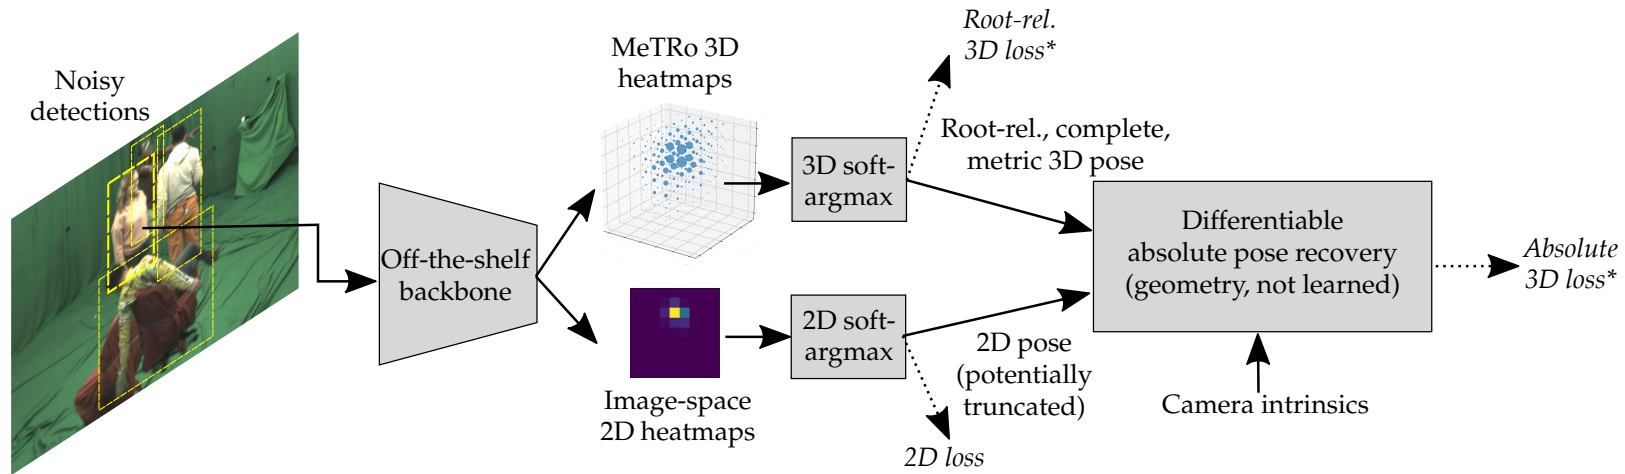 Noisy
detections
Off-the-shelf
backbone
MeTRo 3D
heatmaps
Image-space
2D heatmaps
3D soft-
argmax
2D soft-
argmax
Root-rel.
3D loss*
Root-rel., complete,
metric 3D pose
2D pose
(potentially
truncated)
2D loss
Differentiable
absolute pose recovery
(geometry, not learned)
Camera intrinsics
Absolute
3D loss*